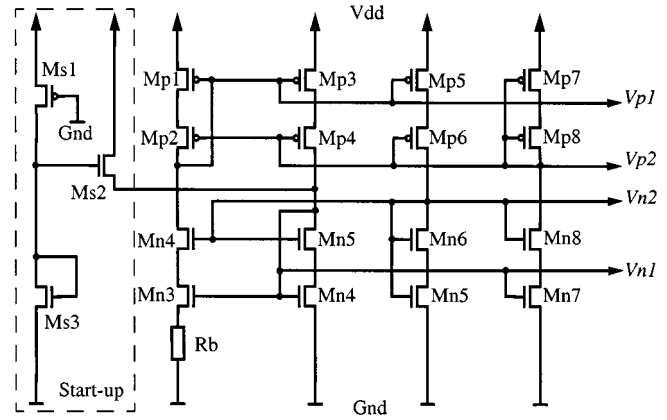 Vdd
Ms1
Mp1
Mp3
Mp5
Mp7
Vp1
Gnd
Mp2
Mp4
Mp6
Mp8
Vp2
Ms2
Vn2
Mn4
Mn5
Mn6
Mn8
Vn1
Mn3
Mn4
Mn5
Mn7
Ms3
Rb
Start-up
Gnd